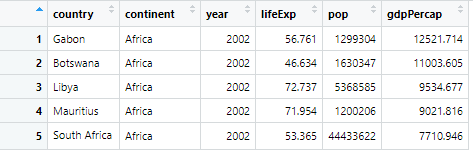 country continent year lifeExp pop gdpPercap
1 Gabon Africa 2002 56.761 1299304 12521.714
2 Botswana Africa 2002 46.634 1630347 11003.605
3 Libya Africa 2002 72.737 5368585 9534.677
4 Mauritius Africa 2002 71.954 1200206 9021.816
5 South Africa Africa 2002 53.365 44433622 7710.946